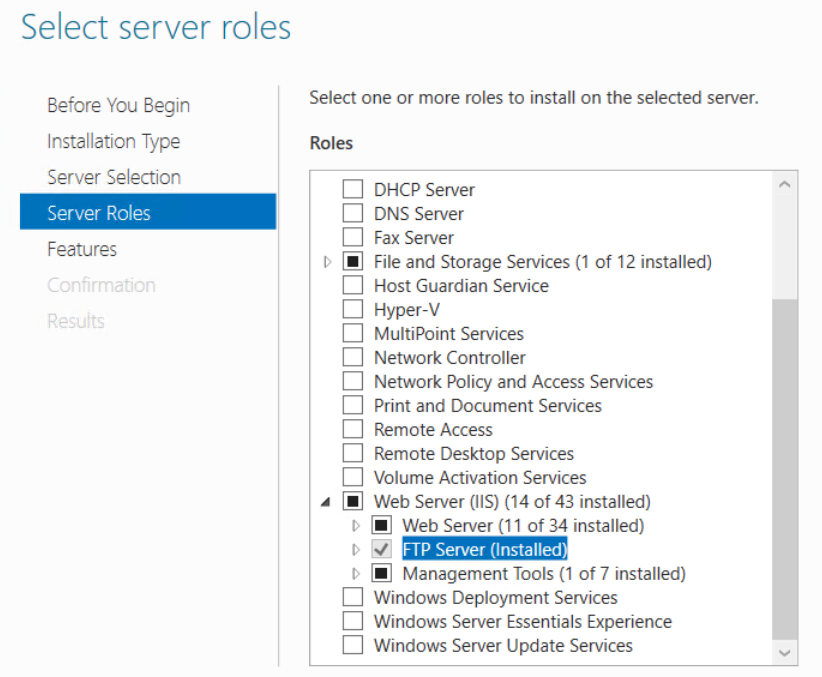 Select server roles
Before You Begin
Installation Type
Server Selection
Server Roles
Features
Confirmation
Results
Select one or more roles to install on the selected server.
Roles
DHCP Server
DNS Server
Fax Server
File and Storage Services (1 of 12 installed)
Host Guardian Service
Hyper-V
MultiPoint Services
Network Controller
Network Policy and Access Services
Print and Document Services
Remote Access
Remote Desktop Services
Volume Activation Services
Web Server (IIS) (14 of 43 installed)
Web Server (11 of 34 installed)
FTP Server (Installed)
Management Tools (1 of 7 installed)
Windows Deployment Services
Windows Server Essentials Experience
Windows Server Update Services